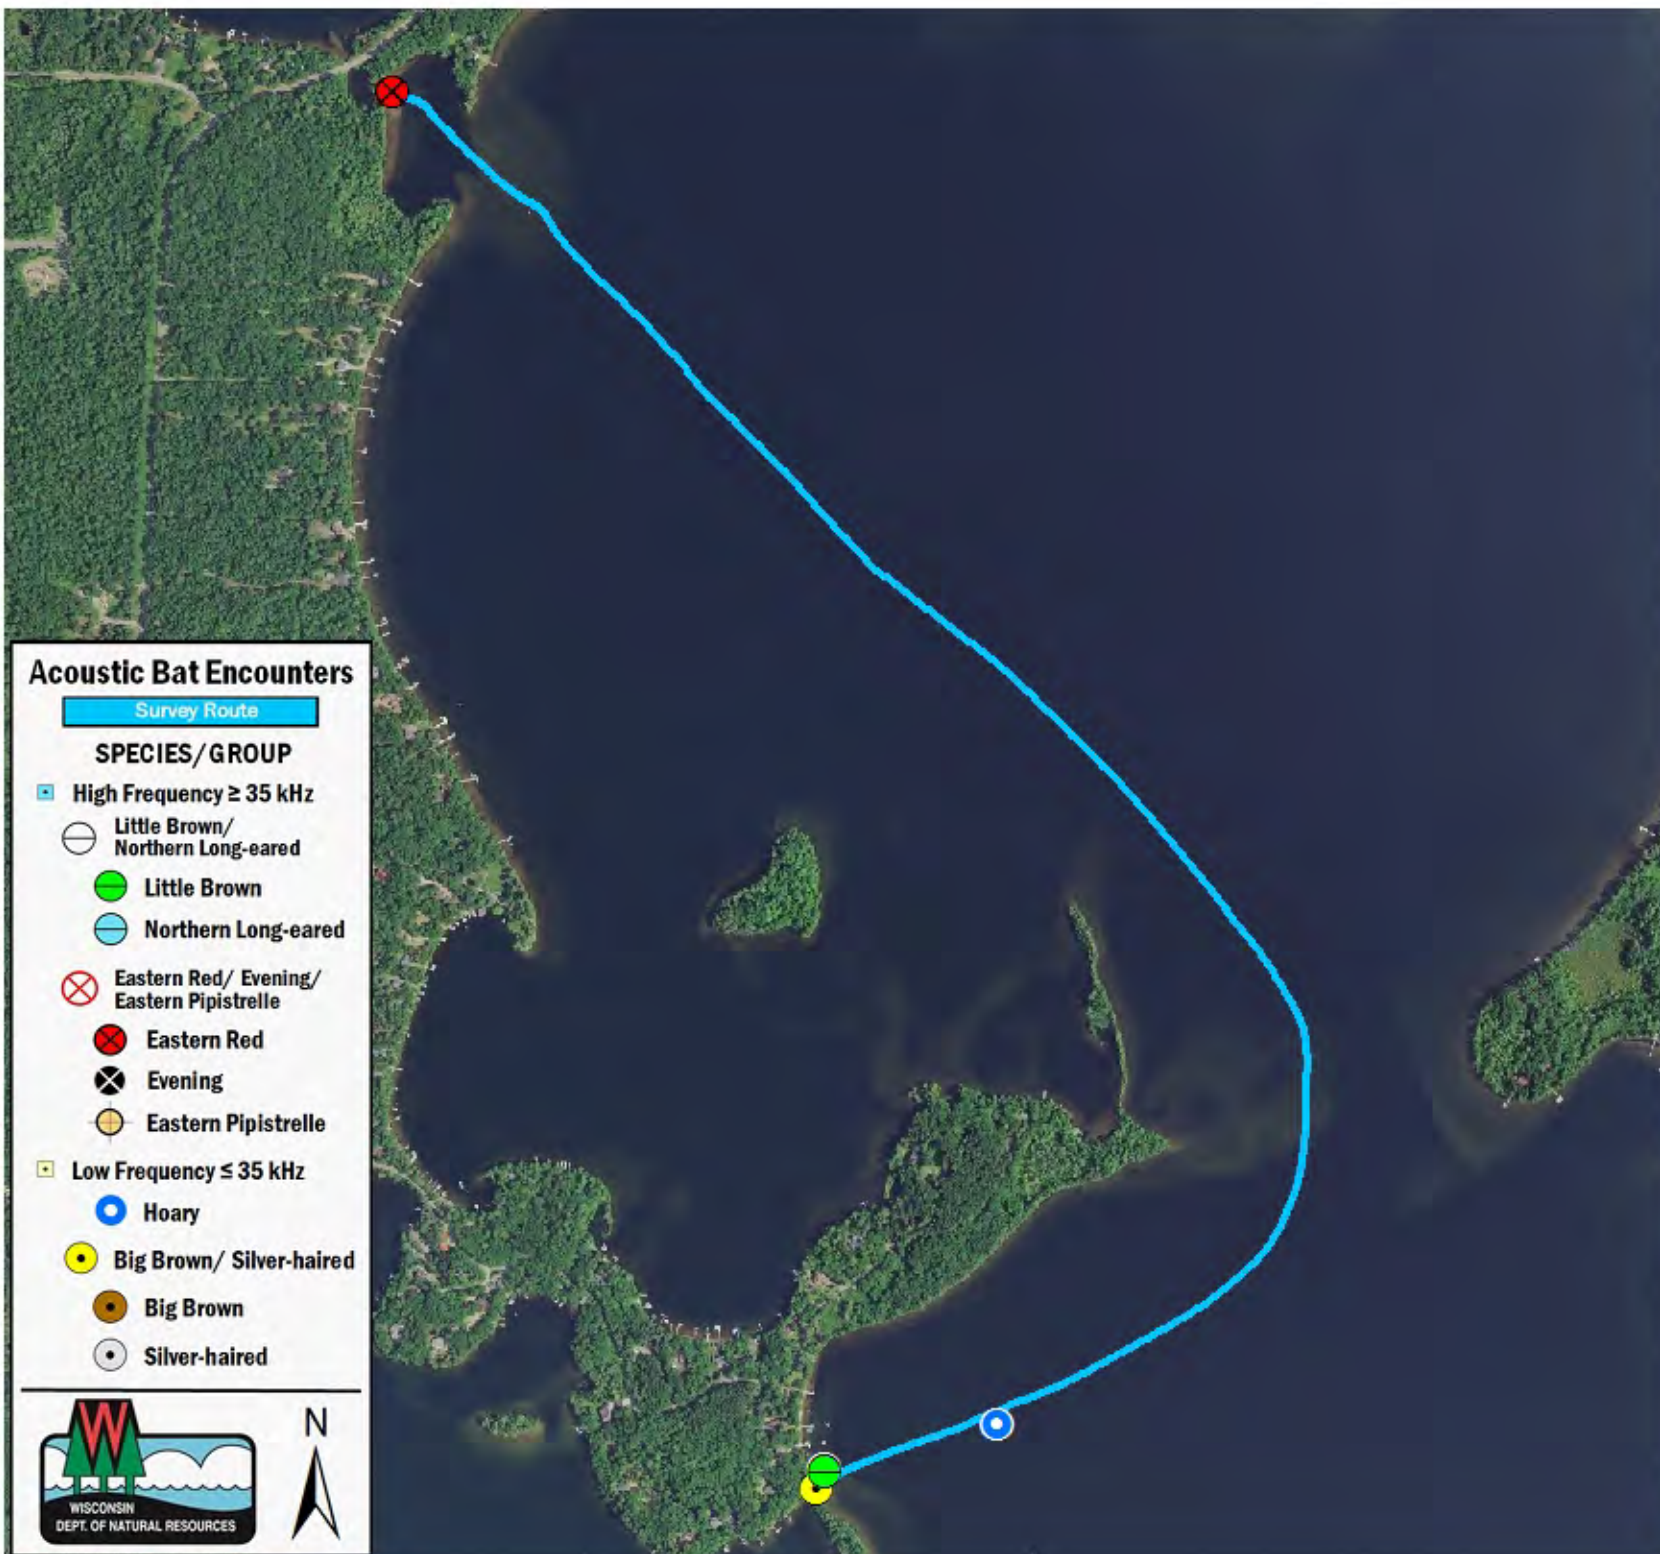 Acoustic Bat Encounters
Survey Route
SPECIES/GROUP
High Frequency ≥ 35 kHz
Little Brown/
Northern Long-eared
Little Brown
Northern Long-eared
Eastern Red/ Evening/
Eastern Pipistrelle
Eastern Red
Evening
Eastern Pipistrelle
Low Frequency ≤ 35 kHz
Hoary
Big Brown/ Silver-haired
Big Brown
Silver-haired
W
N
WISCONSIN
DEPT. OF NATURAL RESOURCES